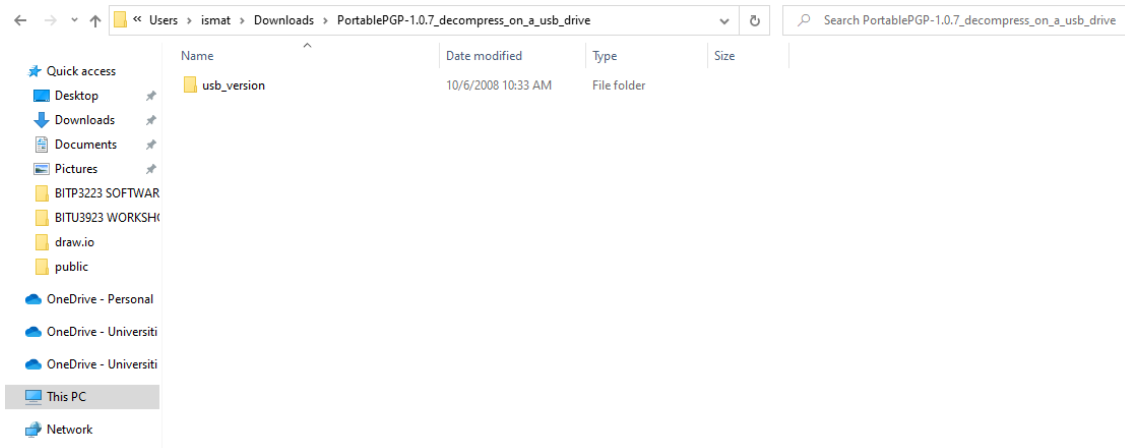 « Users › ismat › Downloads › PortablePGP-1.0.7_decompress_on_a_usb_drive
Search PortablePGP-1.0.7_decompress_on_a_usb_drive
Name Date modified Type Size
Quick access
usb_version 10/6/2008 10:33 AM File folder
Desktop
Downloads
Documents
Pictures
BITP3223 SOFTWAR
BITU3923 WORKSH
draw.io
public
OneDrive - Personal
OneDrive - Universiti
OneDrive - Universiti
This PC
Network